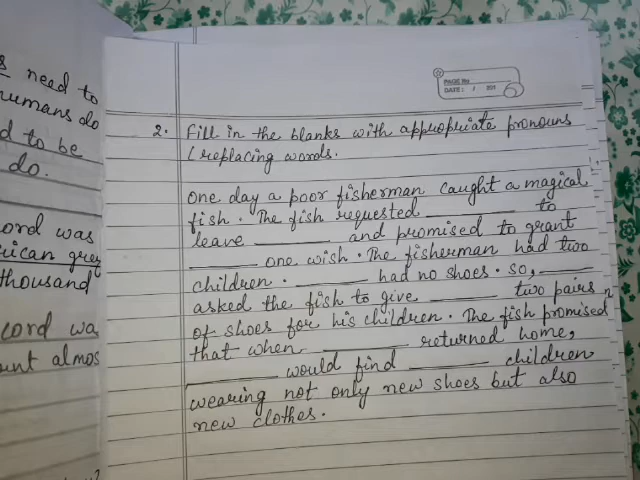 s need to
humans do
d to be
do.
ord was
rican grey
thousand
cord wa
unt almos
PAGE No
DATE: / 201
2. Fill in the blanks with appropriate pronouns
(replacing words.
One day a poor fisherman caught a magical
fish. The fish requested ________ to
leave ________ and promised to grant
________ one wish. The fisherman had two
children. ________ had no shoes. so, ________
asked the fish to give ________ two pairs
of shoes for his children. The fish promised
that when ________ returned home,
________ would find ________ children
wearing not only new shoes but also
new clothes.